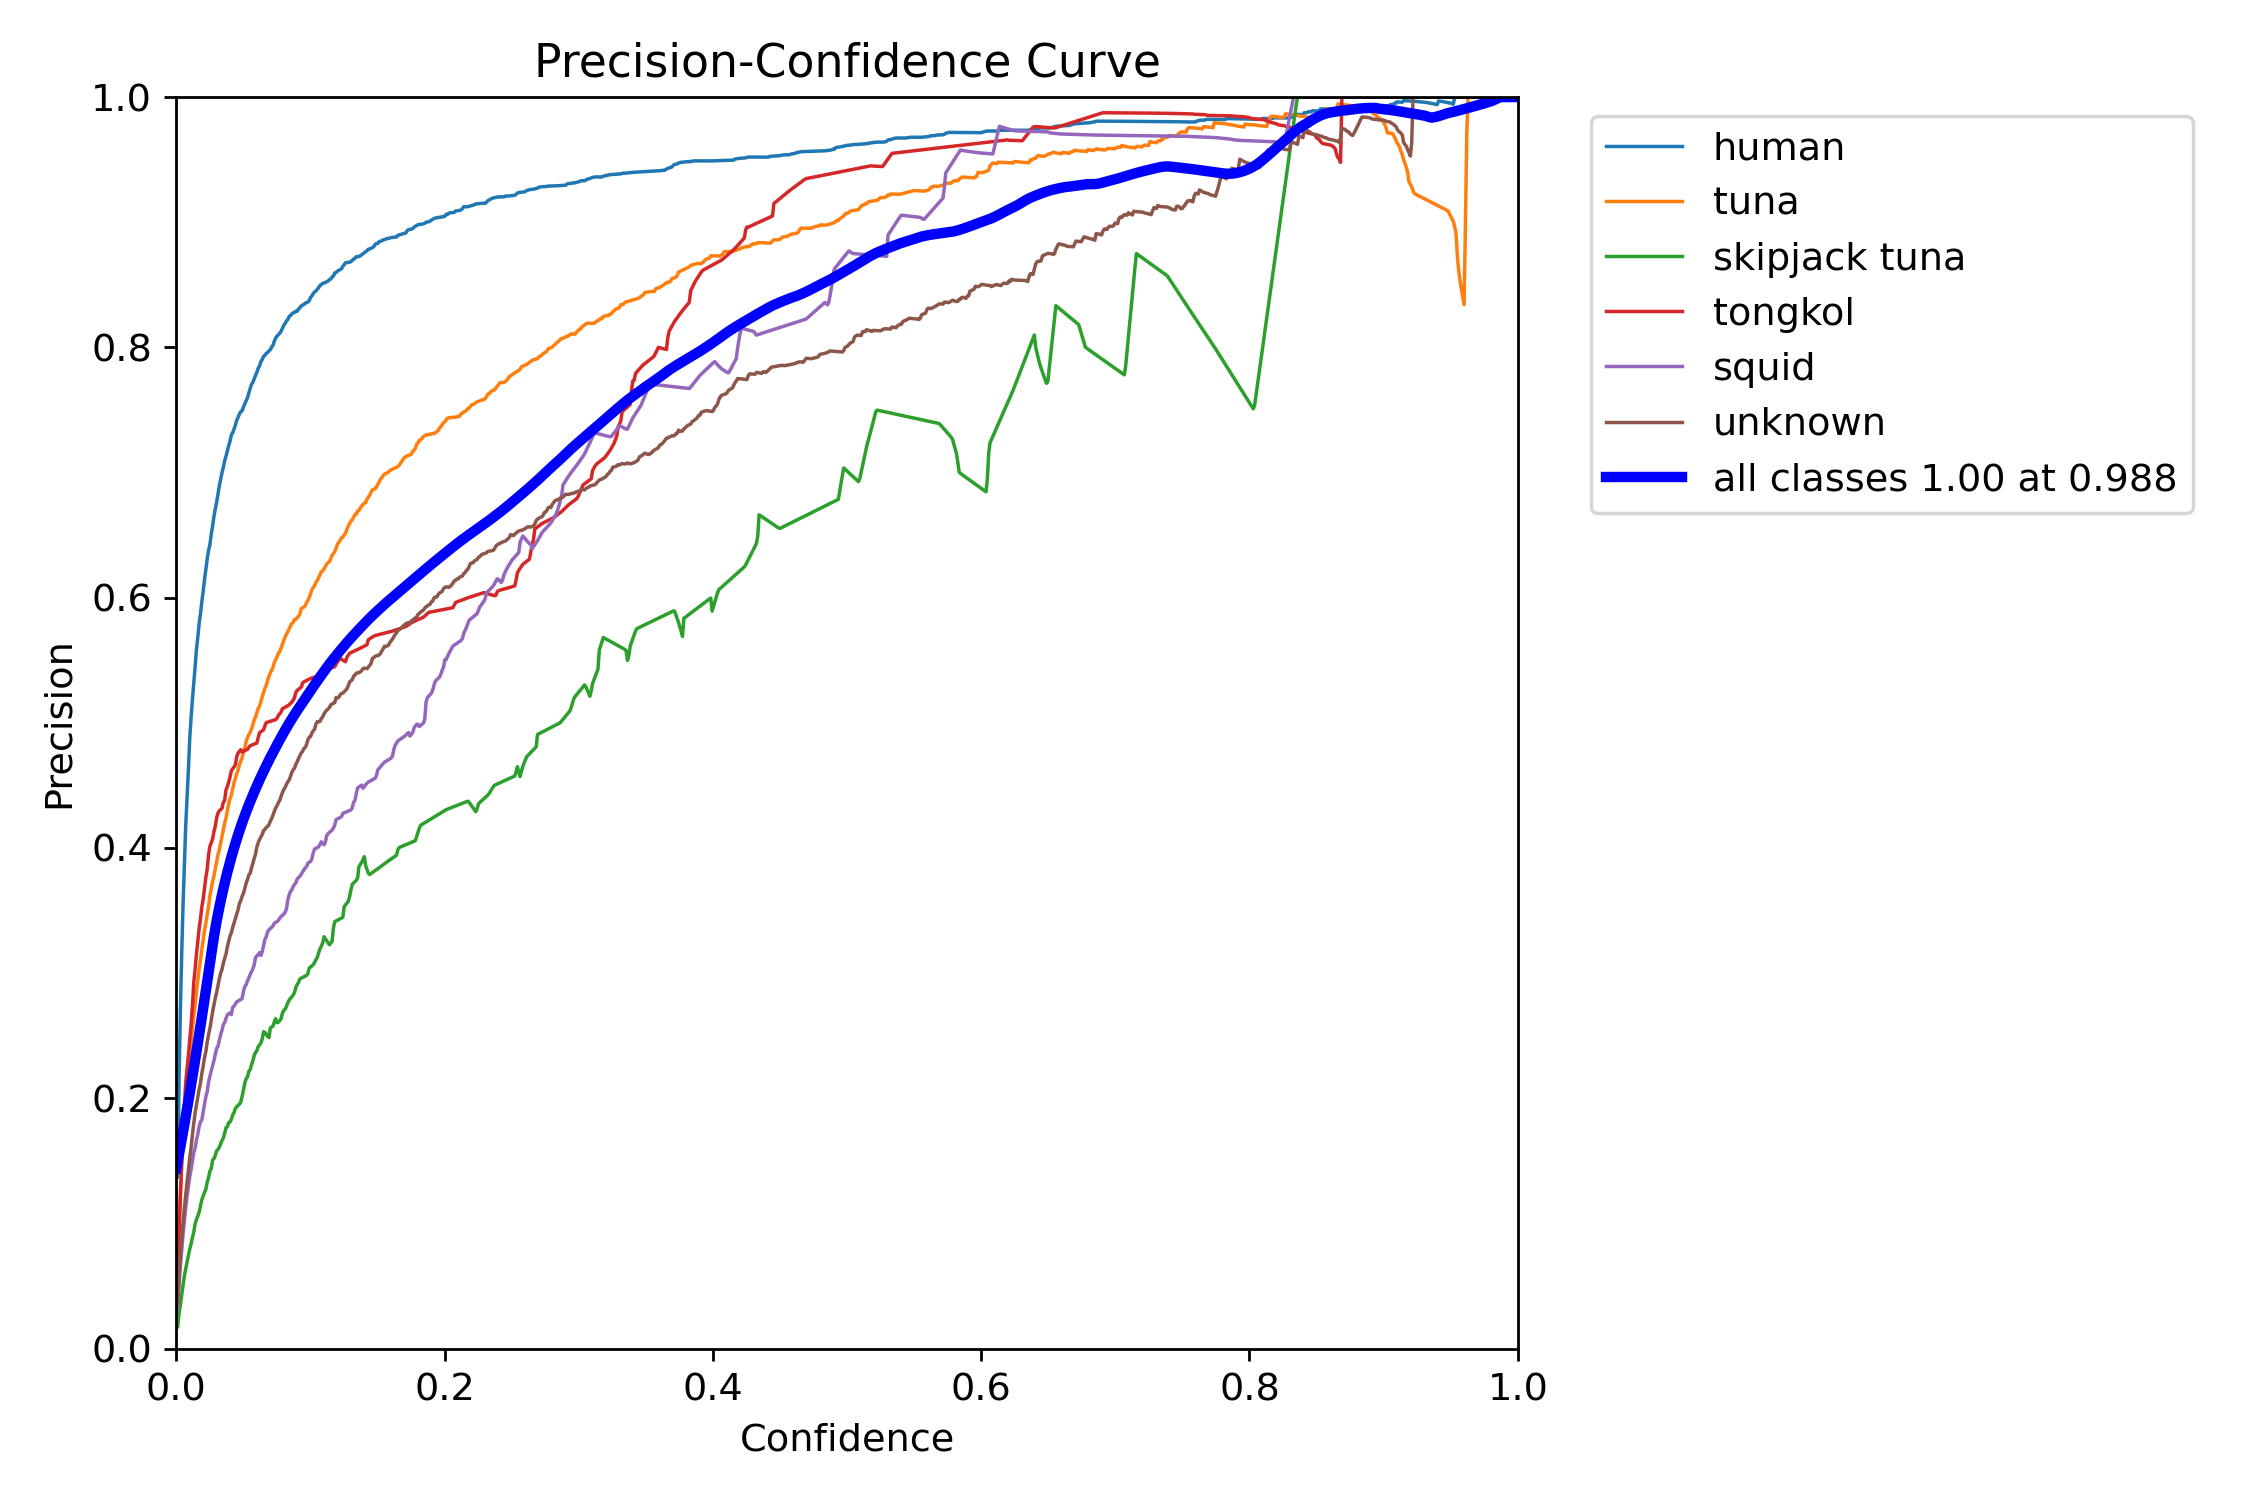 Precision-Confidence Curve
1.0
0.8
0.6
0.4
0.2
0.0
Precision
0.0 0.2 0.4 0.6 0.8 1.0
Confidence
human
tuna
skipjack tuna
tongkol
squid
unknown
all classes 1.00 at 0.988